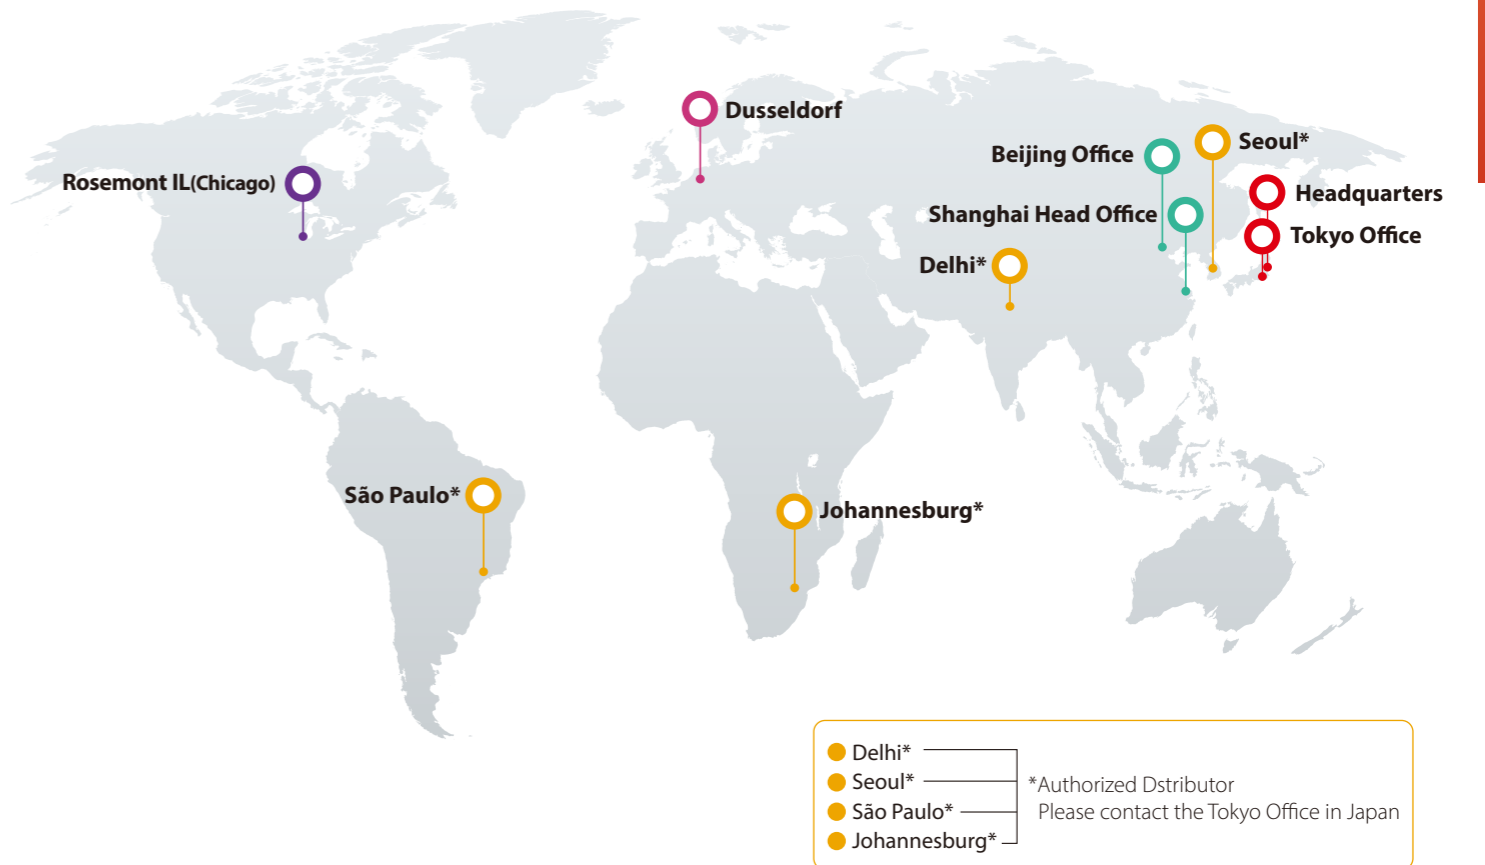 Dusseldorf
Seoul*
Beijing Office
Rosemont IL(Chicago)
Headquarters
Shanghai Head Office
Tokyo Office
Delhi*
São Paulo*
Johannesburg*
Delhi*
Seoul*
São Paulo*
Johannesburg*
*Authorized Dstributor
Please contact the Tokyo Office in Japan